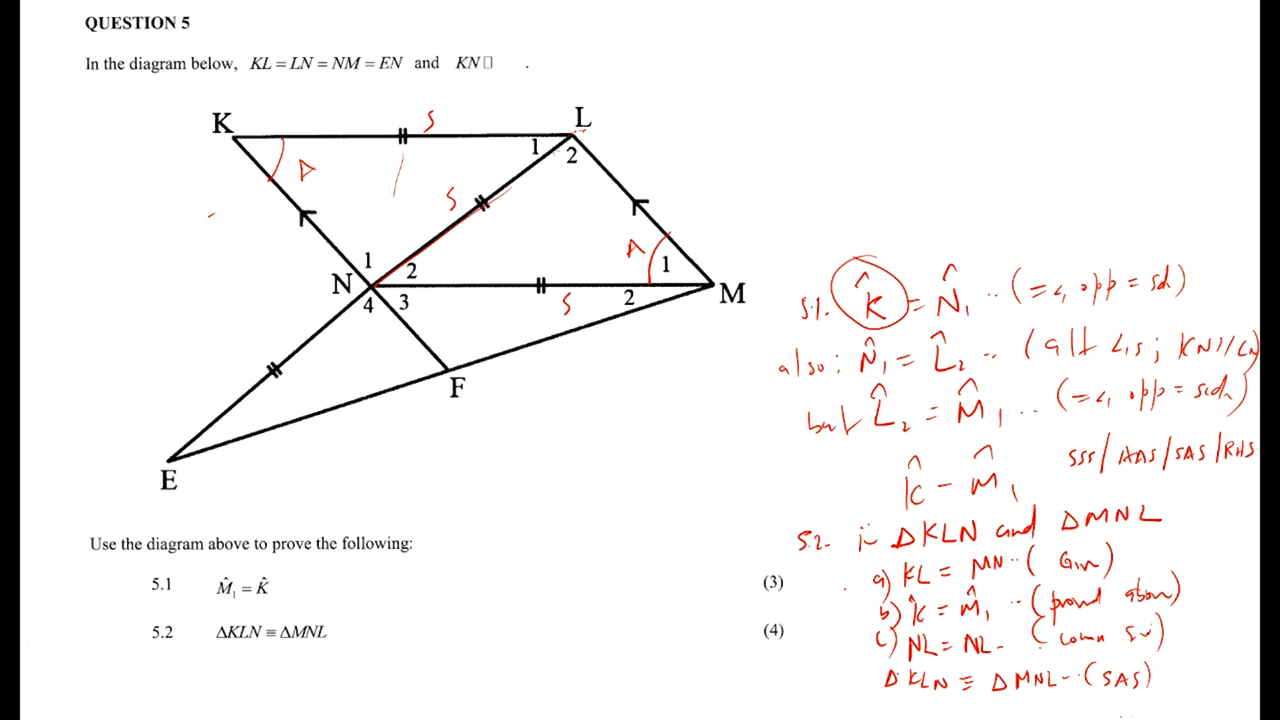 QUESTION 5
In the diagram below, KL = LN = NM = EN and KN▯ .
K
S
L
1
2
A
S
1
2
A
1
N
M
4
3
S
2
F
E
5.1. K̂ = N̂₁ .. (= <, opp = sd)
also; N̂₁ = L̂₂ .. (alt <,s; KN//LM)
but L̂₂ = M̂₁ .. (= <, opp = sd)
K̂ - M̂₁
SSS/AAS/SAS/RHS
Use the diagram above to prove the following:
5.2. in ΔKLN and ΔMNL
5.1 M̂₁ = K̂ (3)
a) KL = MN .. (Givn)
b) K̂ = M̂₁ .. (proved above)
5.2 ΔKLN ≡ ΔMNL (4)
c) NL = NL - (comn
ΔKLN ≡ ΔMNL - (SAS)